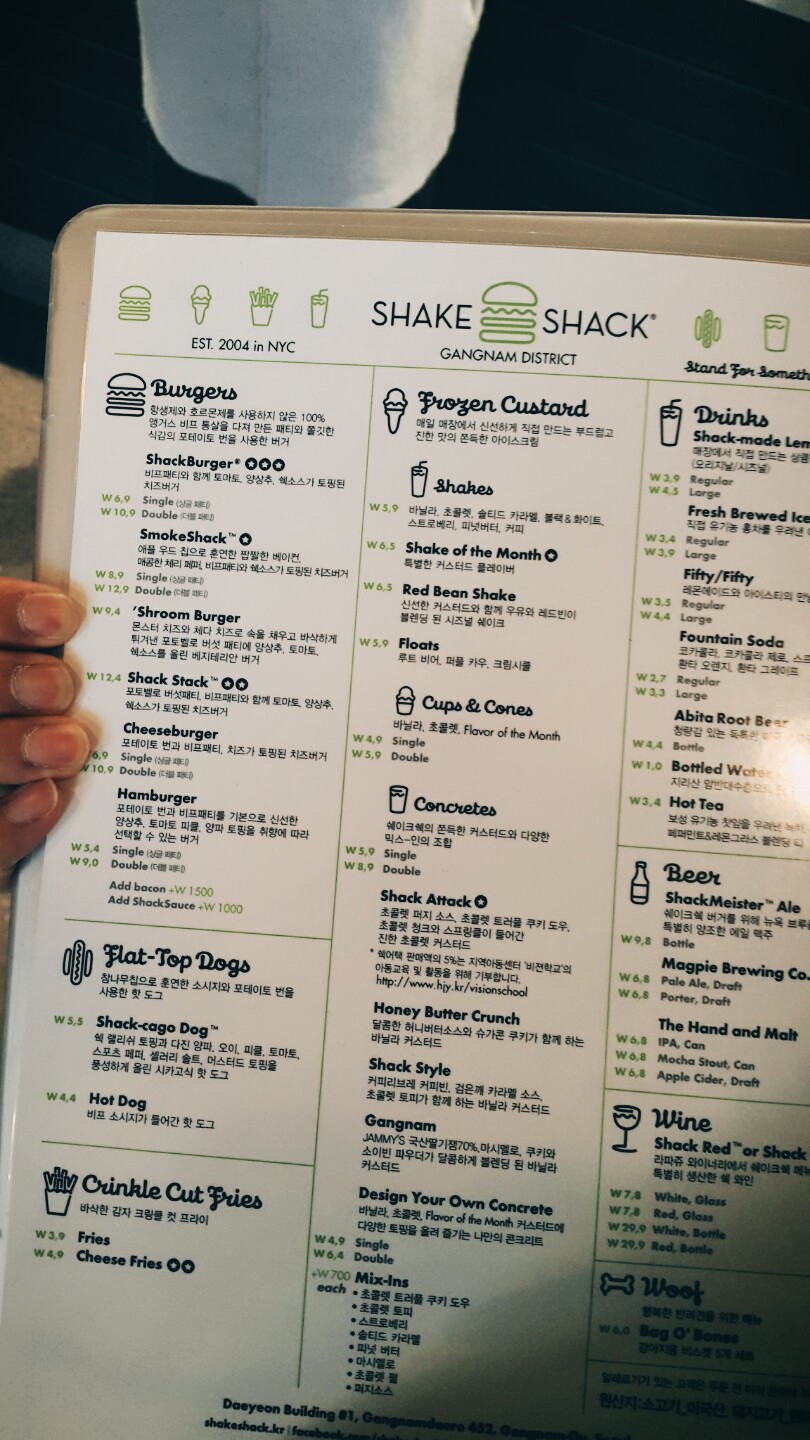 SHAKE SHACK®
EST. 2004 in NYC
GANGNAM DISTRICT
Stand For Someth
Burgers
항생제와 호르몬제를 사용하지 않은 100%
앵거스 비프 통살을 다져 만든 패티와 쫄깃한
식감의 포테이토 번을 사용한 버거
ShackBurger®
비프패티와 함께 토마토, 양상추, 쉑소스가 토핑된
치즈버거
W 6,9 Single (싱글 패티)
W 10,9 Double (더블 패티)
SmokeShack™
애플 우드 칩으로 훈연한 짭짤한 베이컨,
매콤한 체리 페퍼, 비프패티와 쉑소스가 토핑된 치즈버거
W 8,9 Single (싱글 패티)
W 12,9 Double (더블 패티)
W 9,4 'Shroom Burger
몬스터 치즈와 체다 치즈로 속을 채우고 바삭하게
튀겨낸 포토벨로 버섯 패티에 양상추, 토마토,
쉑소스를 올린 베지테리안 버거
W 12,4 Shack Stack™
포토벨로 버섯패티, 비프패티와 함께 토마토, 양상추,
쉑소스가 토핑된 치즈버거
Cheeseburger
포테이토 번과 비프패티, 치즈가 토핑된 치즈버거
6,9 Single (싱글 패티)
W 10,9 Double (더블 패티)
Hamburger
포테이토 번과 비프패티를 기본으로 신선한
양상추, 토마토 피클, 양파 토핑을 취향에 따라
선택할 수 있는 버거
W 5,4 Single (싱글 패티)
W 9,0 Double (더블 패티)
Add bacon +W 1500
Add ShackSauce +W 1000
Flat-Top Dogs
참나무칩으로 훈연한 소시지와 포테이토 번을
사용한 핫 도그
W 5,5 Shack-cago Dog™
쉑 랠리쉬 토핑과 다진 양파, 오이, 피클, 토마토,
스포츠 페퍼, 셀러리 솔트, 머스터드 토핑을
풍성하게 올린 시카고식 핫 도그
W 4,4 Hot Dog
비프 소시지가 들어간 핫 도그
Crinkle Cut Fries
바삭한 감자 크링클 컷 프라이
W 3,9 Fries
W 4,9 Cheese Fries
Frozen Custard
매일 매장에서 신선하게 직접 만드는 부드럽고
진한 맛의 쫀득한 아이스크림
Shakes
W 5,9 바닐라, 초콜렛, 솔티드 카라멜, 블랙&화이트,
스트로베리, 피넛버터, 커피
W 6,5 Shake of the Month
특별한 커스터드 플레이버
W 6,5 Red Bean Shake
신선한 커스터드와 함께 우유와 레드빈이
블렌딩 된 시즈널 쉐이크
W 5,9 Floats
루트 비어, 퍼플 카우, 크림시클
Cups & Cones
바닐라, 초콜렛, Flavor of the Month
W 4,9 Single
W 5,9 Double
Concretes
쉐이크쉑의 쫀득한 커스터드와 다양한
믹스-인의 조합
W 5,9 Single
W 8,9 Double
Shack Attack
초콜렛 퍼지 소스, 초콜렛 트러플 쿠키 도우,
초콜렛 청크와 스프링클이 들어간
진한 초콜렛 커스터드
* 쉑어택 판매액의 5%는 지역아동센터 '비젼학교'의
아동교육 및 활동을 위해 기부합니다.
http://www.hjy.kr/visionschool
Honey Butter Crunch
달콤한 허니버터소스와 슈가콘 쿠키가 함께 하는
바닐라 커스터드
Shack Style
커피리브레 커피빈, 검은깨 카라멜 소스,
초콜렛 토피가 함께 하는 바닐라 커스터드
Gangnam
JAMMY'S 국산딸기잼70%,마시멜로, 쿠키와
소이빈 파우더가 달콤하게 블렌딩 된 바닐라
커스터드
Design Your Own Concrete
바닐라, 초콜렛, Flavor of the Month 커스터드에
다양한 토핑을 올려 즐기는 나만의 콘크리트
W 4,9 Single
W 6,4 Double
+W 700 Mix-Ins
each • 초콜렛 트러플 쿠키 도우
• 초콜렛 토피
• 스트로베리
• 솔티드 카라멜
• 피넛 버터
• 마시멜로
• 초콜렛 펄
• 퍼지소스
Drinks
Shack-made Lem
매장에서 직접 만드는 상큼
(오리지널/시즈널)
W 3,9 Regular
W 4,5 Large
Fresh Brewed Ice
직접 유기농 홍차를 우려낸
W 3,4 Regular
W 3,9 Large
Fifty/Fifty
레몬에이드와 아이스티의 만남
W 3,5 Regular
W 4,4 Large
Fountain Soda
코카콜라, 코카콜라 제로, 스프
환타 오렌지, 환타 그레이프
W 2,7 Regular
W 3,3 Large
Abita Root Beer
청량감 있는 독특한
W 4,4 Bottle
W 1,0 Bottled Water
지리산 암반대수층
W 3,4 Hot Tea
보성 유기농 찻잎을 우려낸 녹차
페퍼민트&레몬그라스 블렌딩 티
Beer
ShackMeister™ Ale
쉐이크쉑 버거를 위해 뉴욕 브루
특별히 양조한 에일 맥주
W 9,8 Bottle
Magpie Brewing Co.
W 6,8 Pale Ale, Draft
W 6,8 Porter, Draft
The Hand and Malt
W 6,8 IPA, Can
W 6,8 Mocha Stout, Can
W 6,8 Apple Cider, Draft
Wine
Shack Red™ or Shack
라파쥬 와이너리에서 쉐이크쉑 메뉴
특별히 생산한 쉑 와인
W 7,8 White, Glass
W 7,8 Red, Glass
W 29,9 White, Bottle
W 29,9 Red, Bottle
Woof
행복한 반려견을 위한 메뉴
W 6,0 Bag O' Bones
강아지용 비스켓 5개 세트
알레르기가 있는 고객은 주문 전
원산지:소고기_미국산, 돼지고기_
Daeyeon Building #1, Gangnamdaero 452, Gangnam
shakeshack.kr | facebook.com/